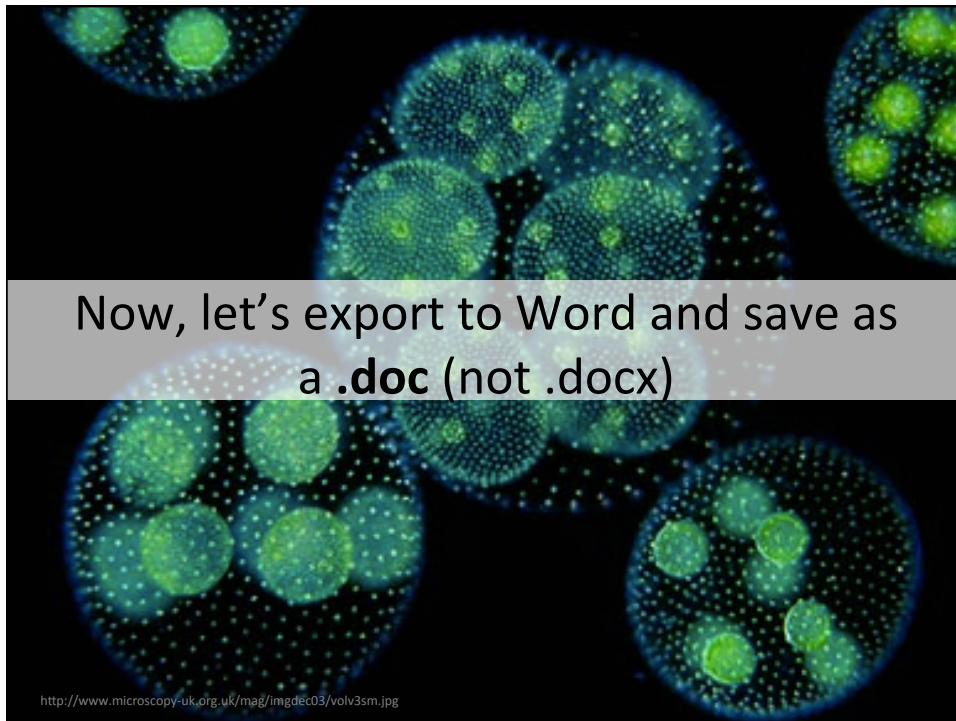 Now, let’s export to Word and save as
a .doc (not .docx)
http://www.microscopy-uk.org.uk/mag/imgdec03/volv3sm.jpg